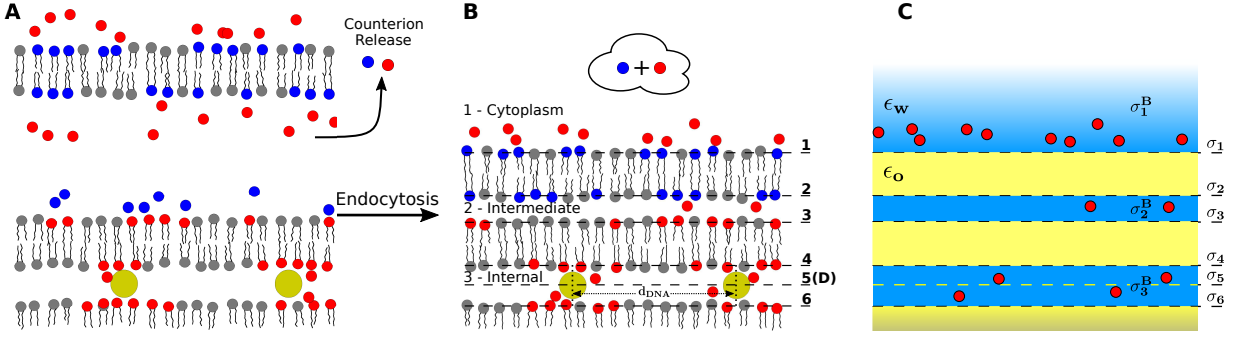 A
Counterion
Release
Endocytosis
B
+
1 - Cytoplasm
1
2
2 - Intermediate
3
4
3 - Internal
5(D)
d_DNA
6
C
ϵ_W
σ_1^B
σ_1
ϵ_O
σ_2
σ_2^B
σ_3
σ_4
σ_5
σ_3^B
σ_6